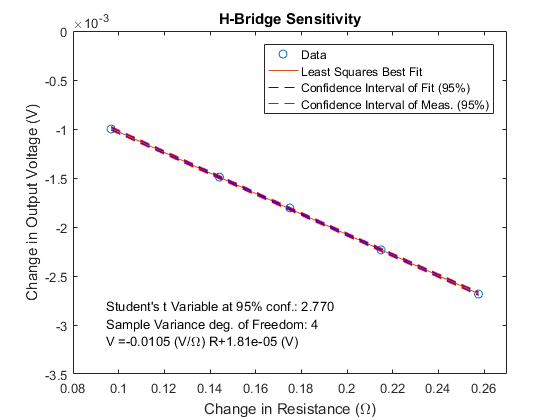 H-Bridge Sensitivity
×10⁻³
0
-0.5
-1
-1.5
-2
-2.5
-3
-3.5
Change in Output Voltage (V)
Data
Least Squares Best Fit
Confidence Interval of Fit (95%)
Confidence Interval of Meas. (95%)
Student's t Variable at 95% conf.: 2.770
Sample Variance deg. of Freedom: 4
V =-0.0105 (V/Ω) R+1.81e-05 (V)
0.08 0.1 0.12 0.14 0.16 0.18 0.2 0.22 0.24 0.26
Change in Resistance (Ω)